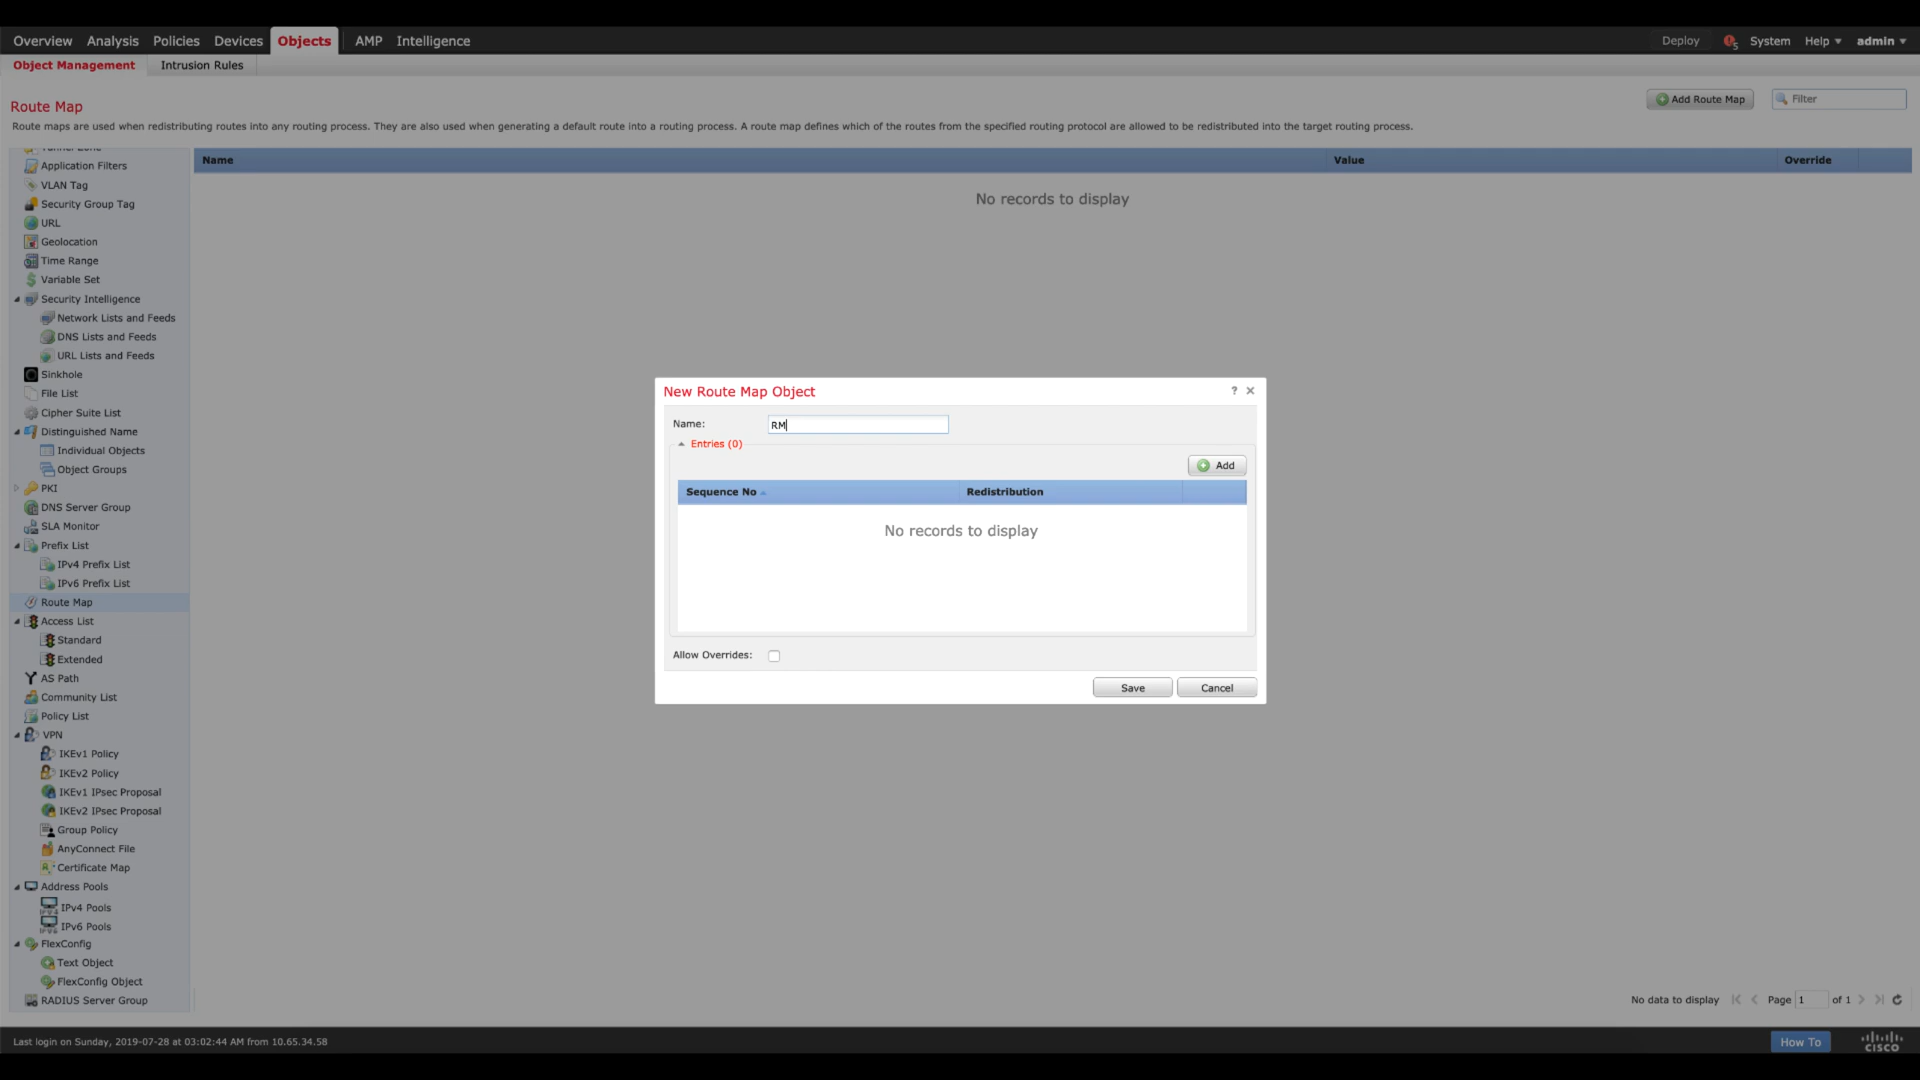 Overview Analysis Policies Devices Objects AMP Intelligence Deploy 5 System Help admin
Object Management Intrusion Rules
Route Map
Add Route Map Filter
Route maps are used when redistributing routes into any routing process. They are also used when generating a default route into a routing process. A route map defines which of the routes from the specified routing protocol are allowed to be redistributed into the target routing process.
Tunnel Zone
Application Filters
VLAN Tag
Security Group Tag
URL
Geolocation
Time Range
Variable Set
Security Intelligence
Network Lists and Feeds
DNS Lists and Feeds
URL Lists and Feeds
Sinkhole
File List
Cipher Suite List
Distinguished Name
Individual Objects
Object Groups
PKI
DNS Server Group
SLA Monitor
Prefix List
IPv4 Prefix List
IPv6 Prefix List
Route Map
Access List
Standard
Extended
AS Path
Community List
Policy List
VPN
IKEv1 Policy
IKEv2 Policy
IKEv1 IPsec Proposal
IKEv2 IPsec Proposal
Group Policy
AnyConnect File
Certificate Map
Address Pools
IPv4 Pools
IPv6 Pools
FlexConfig
Text Object
FlexConfig Object
RADIUS Server Group
Name Value Override
No records to display
New Route Map Object ?
Name: RM
Entries (0)
Add
Sequence No Redistribution
No records to display
Allow Overrides:
Save Cancel
No data to display Page 1 of 1
Last login on Sunday, 2019-07-28 at 03:02:44 AM from 10.65.34.58
How To
CISCO